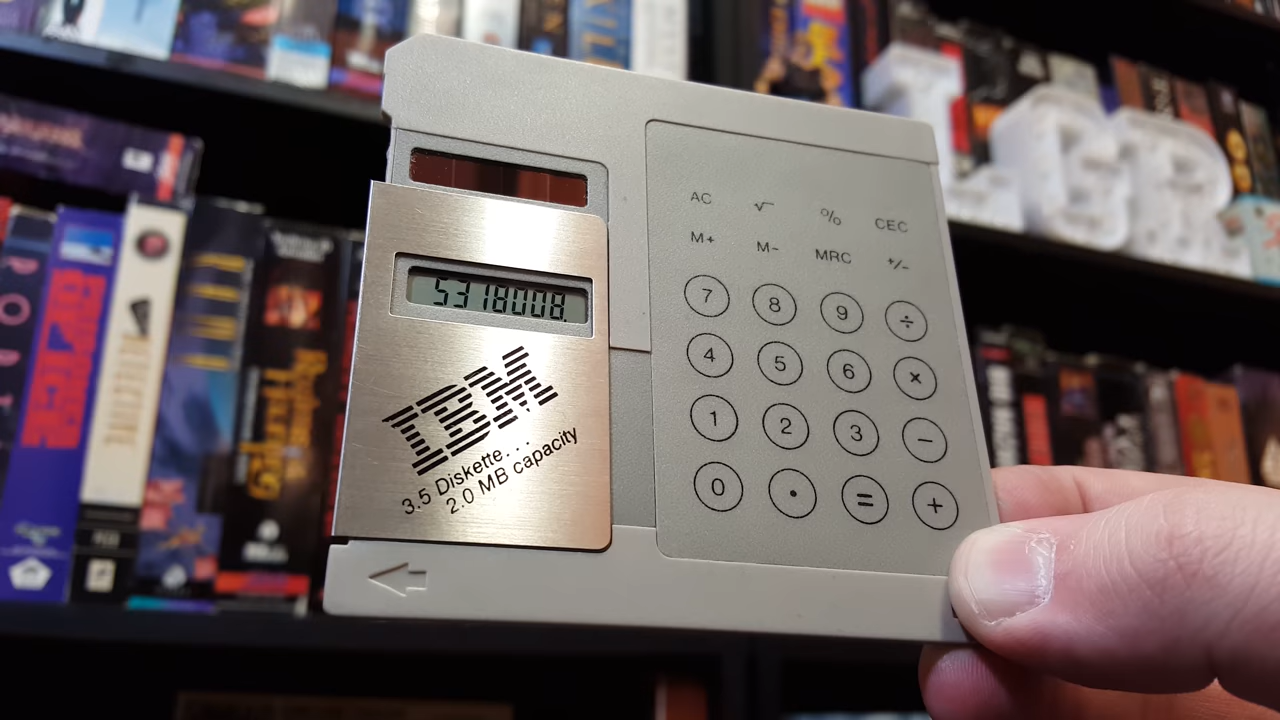 5318008.
IBM
3.5 Diskette...
2.0 MB capacity
AC √ % CEC
M+ M− MRC +/−
7 8 9 ÷
4 5 6 ×
1 2 3 −
0 • = +
LGR